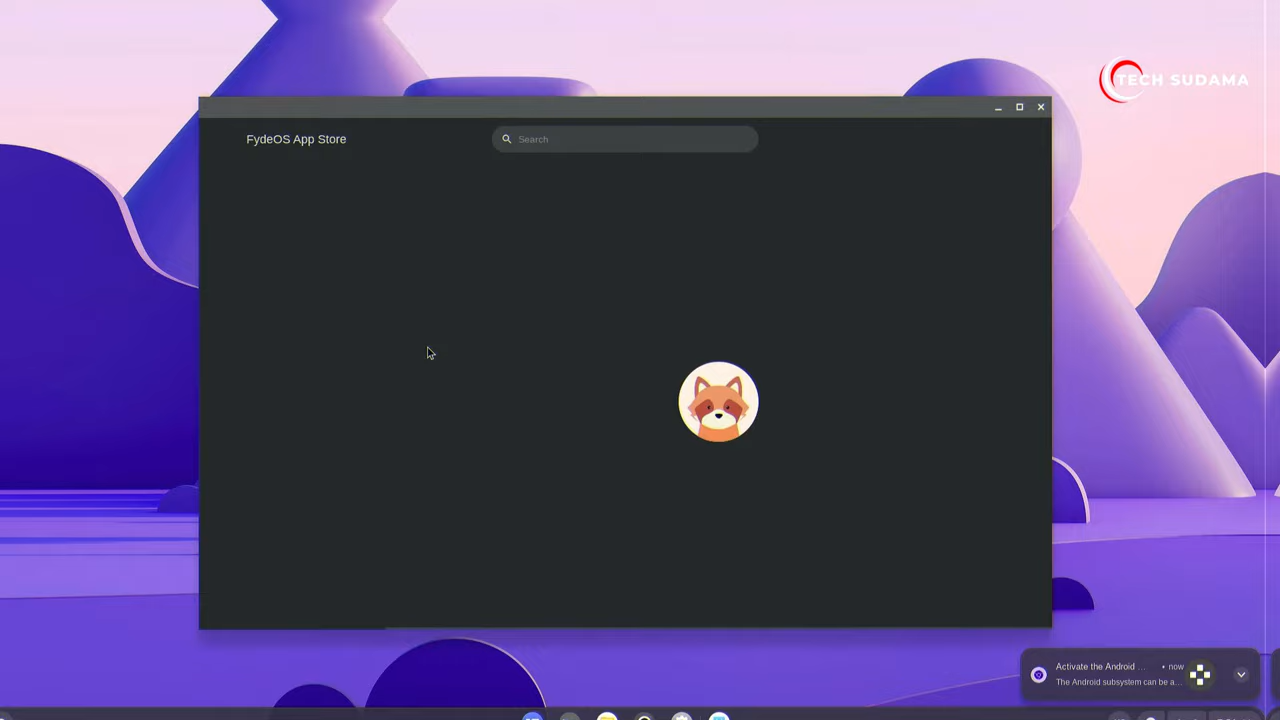 TECH SUDAMA
FydeOS App Store
Search
Activate the Android ... • now
The Android subsystem can be a...